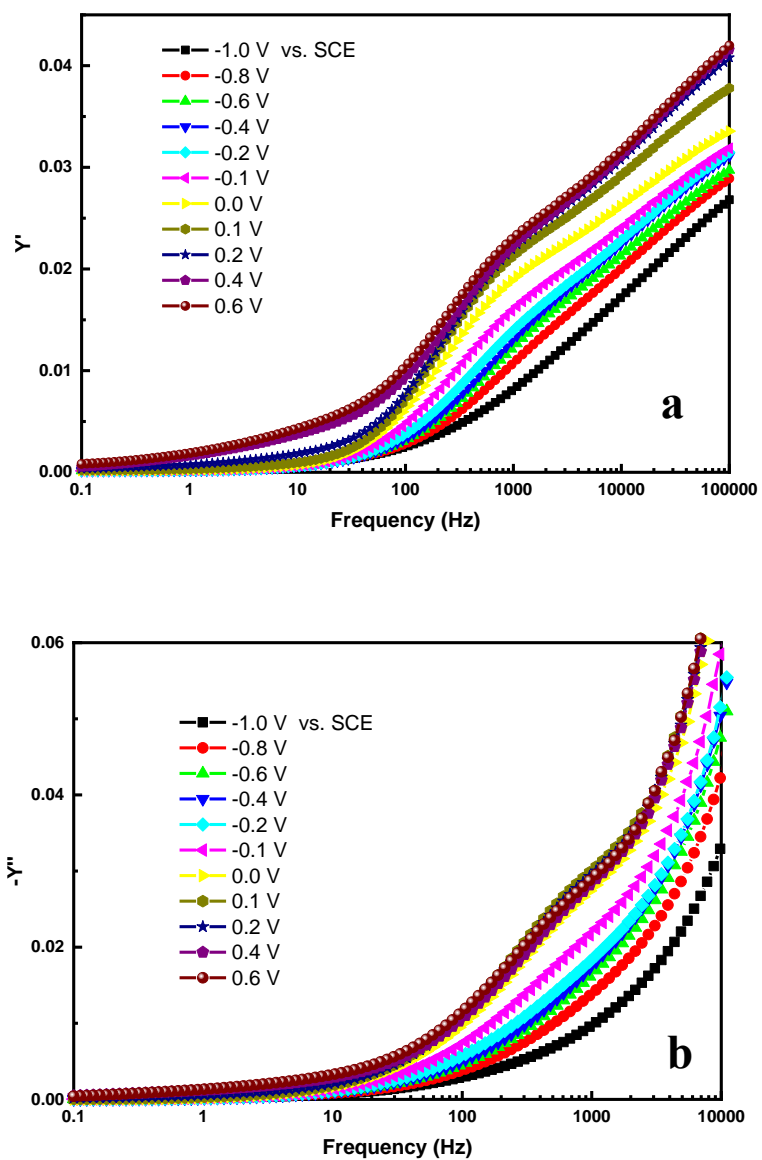 0.04
0.03
0.02
0.01
0.00
Y'
-1.0 V vs. SCE
-0.8 V
-0.6 V
-0.4 V
-0.2 V
-0.1 V
0.0 V
0.1 V
0.2 V
0.4 V
0.6 V
a
0.1 1 10 100 1000 10000 100000
Frequency (Hz)
0.06
0.04
0.02
0.00
-Y"
-1.0 V vs. SCE
-0.8 V
-0.6 V
-0.4 V
-0.2 V
-0.1 V
0.0 V
0.1 V
0.2 V
0.4 V
0.6 V
b
0.1 1 10 100 1000 10000
Frequency (Hz)